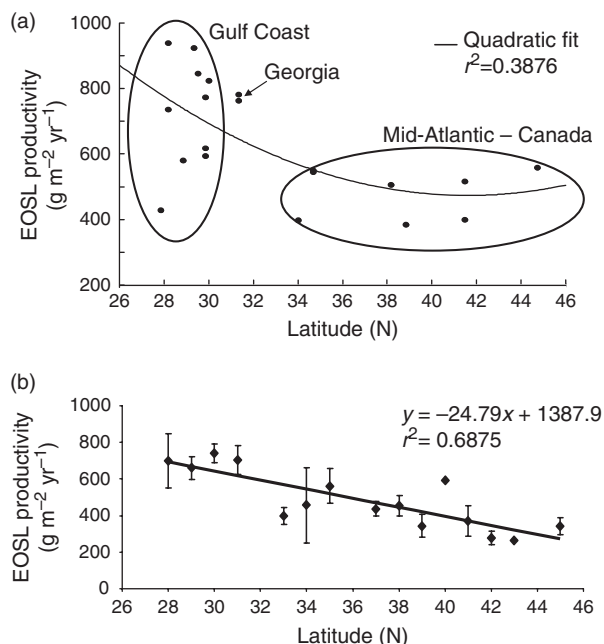 (a)
Gulf Coast
Georgia
Quadratic fit
r²=0.3876
Mid-Atlantic – Canada
EOSL productivity
(g m⁻² yr⁻¹)
1000
800
600
400
200
26 28 30 32 34 36 38 40 42 44 46
Latitude (N)
(b)
y = –24.79x + 1387.9
r² = 0.6875
EOSL productivity
(g m⁻² yr⁻¹)
1000
800
600
400
200
0
26 28 30 32 34 36 38 40 42 44 46
Latitude (N)